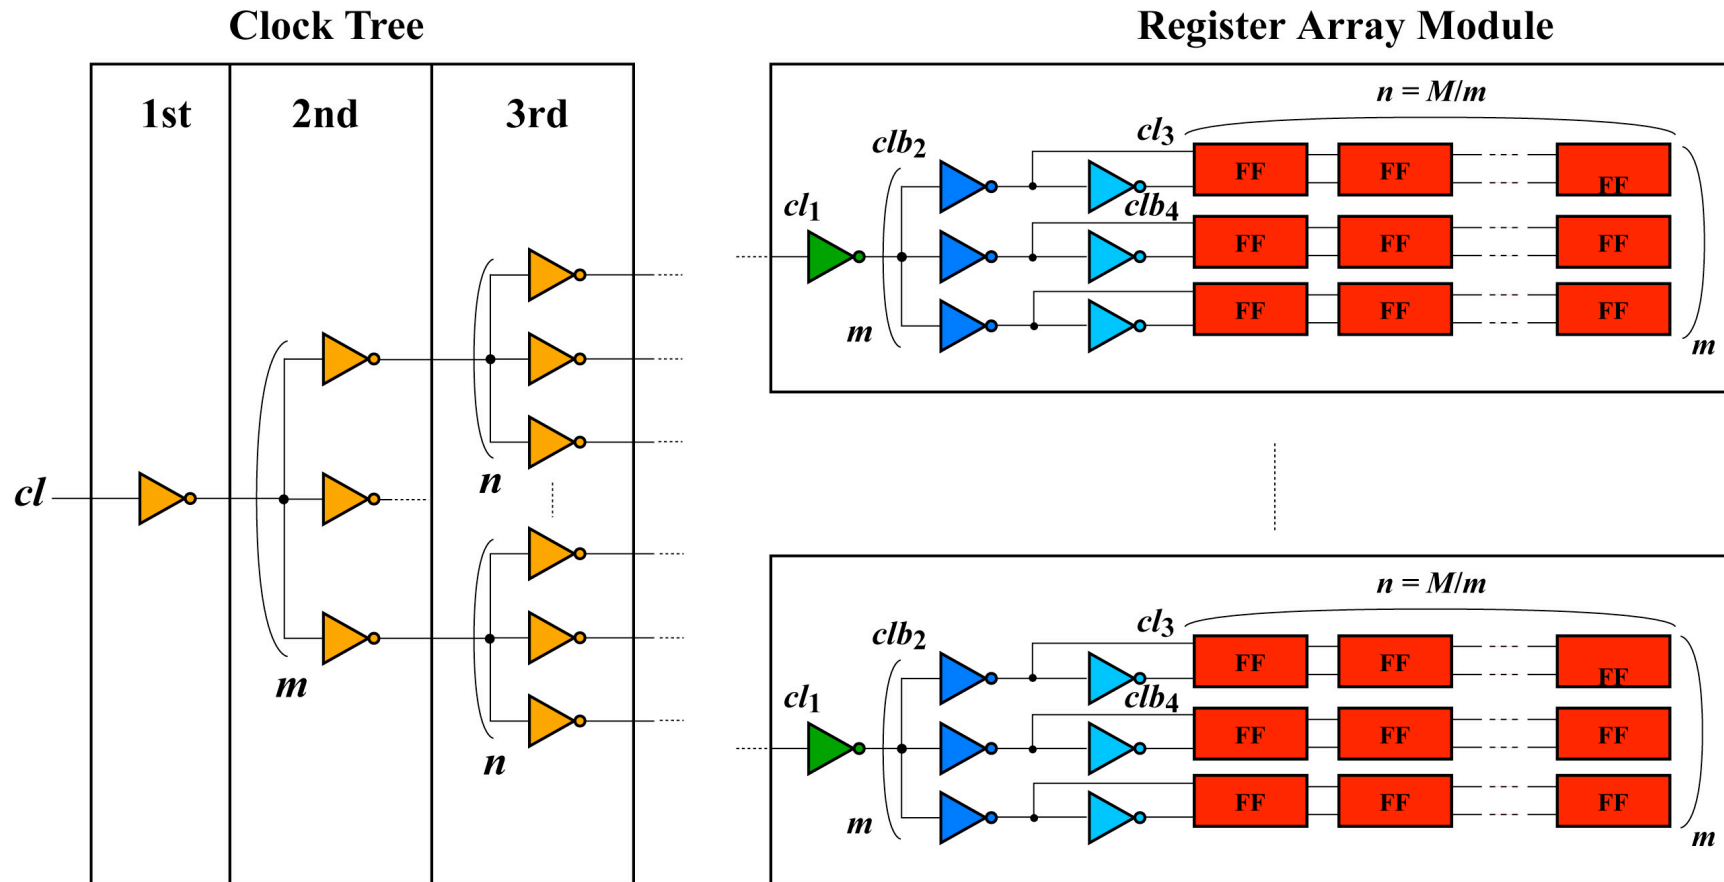 Clock Tree
1st
2nd
3rd
cl
m
n
n
Register Array Module
n = M/m
cl1
clb2
cl3
clb4
m
FF FF FF
FF FF FF
FF FF FF
m
n = M/m
cl1
clb2
cl3
clb4
m
FF FF FF
FF FF FF
FF FF FF
m